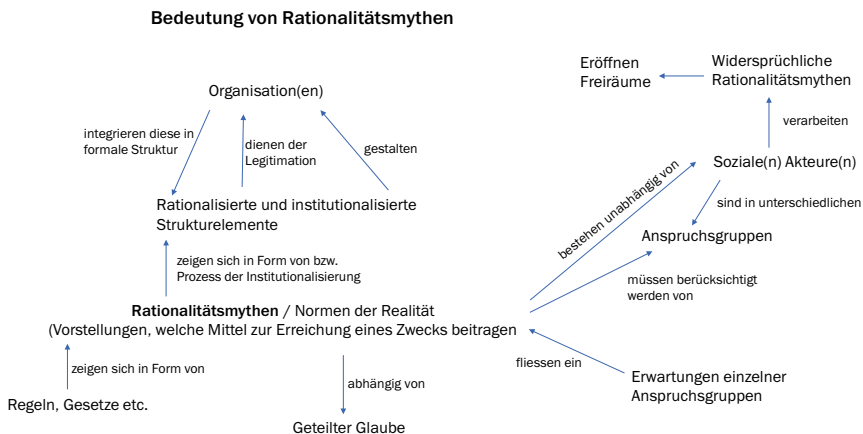 Bedeutung von Rationalitätsmythen
Eröffnen
Freiräume
Widersprüchliche
Rationalitätsmythen
Organisation(en)
verarbeiten
integrieren diese in
formale Struktur
dienen der
Legitimation
gestalten
Soziale(n) Akteure(n)
bestehen unabhängig von
sind in unterschiedlichen
Rationalisierte und institutionalisierte
Strukturelemente
Anspruchsgruppen
zeigen sich in Form von bzw.
Prozess der Institutionalisierung
müssen berücksichtigt
werden von
Rationalitätsmythen / Normen der Realität
(Vorstellungen, welche Mittel zur Erreichung eines Zwecks beitragen
zeigen sich in Form von
abhängig von
fliessen ein
Erwartungen einzelner
Anspruchsgruppen
Regeln, Gesetze etc.
Geteilter Glaube